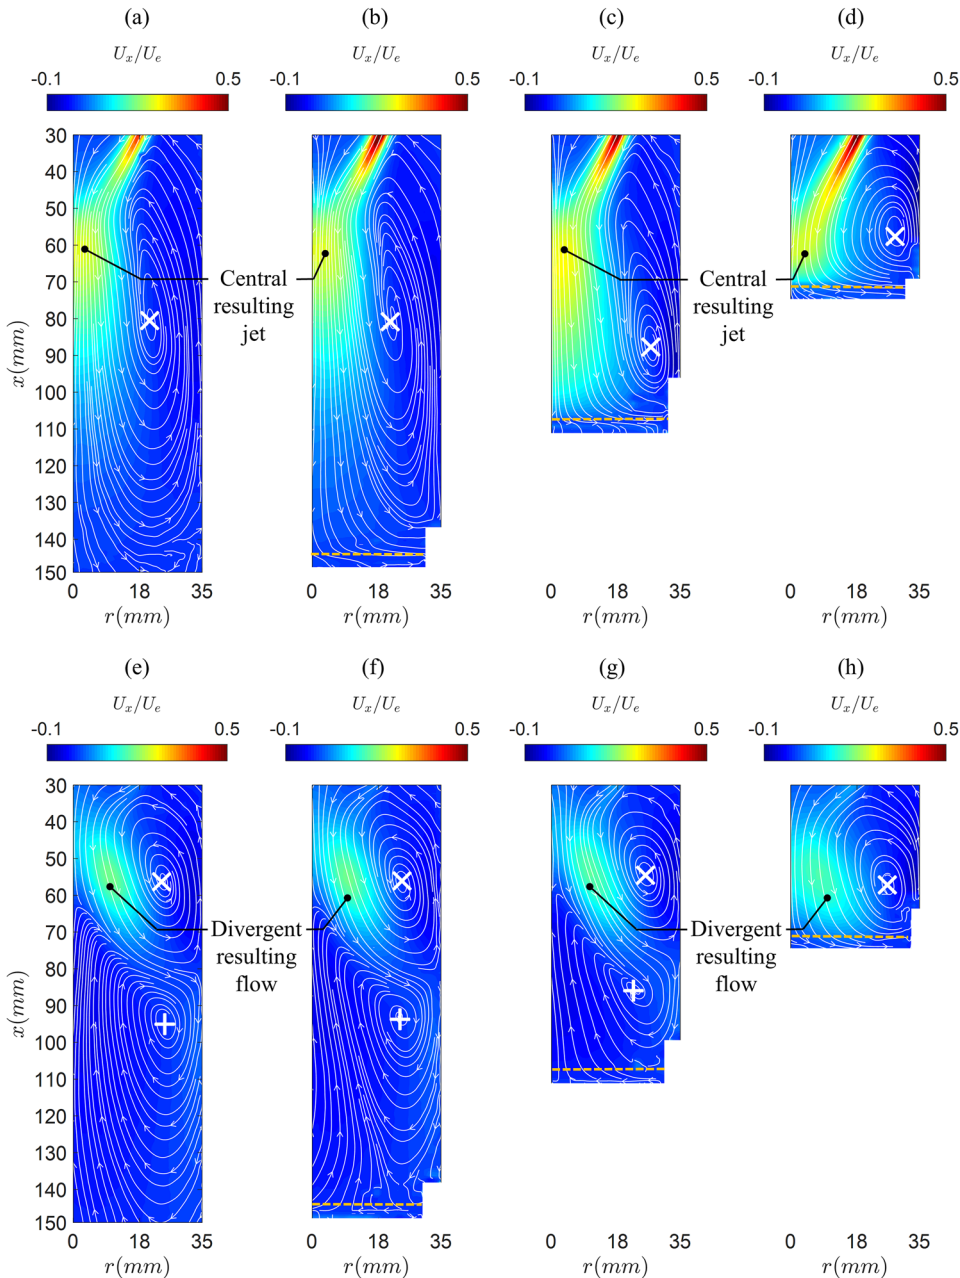 (a) (b) (c) (d)
U_x/U_e U_x/U_e U_x/U_e U_x/U_e
-0.1 0.5 -0.1 0.5 -0.1 0.5 -0.1 0.5
30
40
50
60
70
80
90
100
110
120
130
140
150
x(mm)
Central
resulting
jet
Central
resulting
jet
0 18 35 0 18 35 0 18 35 0 18 35
r(mm) r(mm) r(mm) r(mm)
(e) (f) (g) (h)
U_x/U_e U_x/U_e U_x/U_e U_x/U_e
-0.1 0.5 -0.1 0.5 -0.1 0.5 -0.1 0.5
30
40
50
60
70
80
90
100
110
120
130
140
150
x(mm)
Divergent
resulting
flow
Divergent
resulting
flow
0 18 35 0 18 35 0 18 35 0 18 35
r(mm) r(mm) r(mm) r(mm)